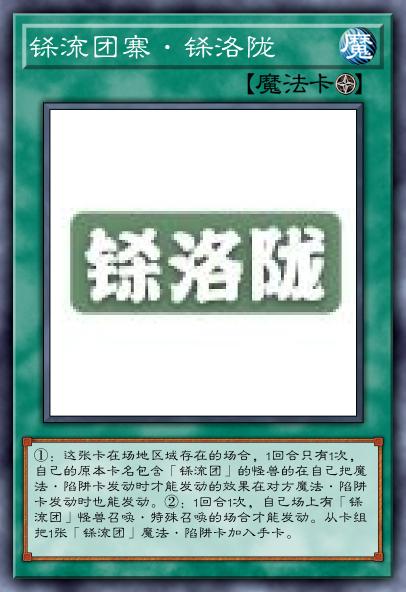 铩流团寨・铩洛陇
魔
【魔法卡】
铩洛陇
①：这张卡在场地区域存在的场合，1回合只有1次，
自己的原本卡名包含「铩流团」的怪兽的在自己把魔
法・陷阱卡发动时才能发动的效果在对方魔法・陷阱
卡发动时也能发动。②：1回合1次，自己场上有「铩
流团」怪兽召唤・特殊召唤的场合才能发动。从卡组
把1张「铩流团」魔法・陷阱卡加入手卡。